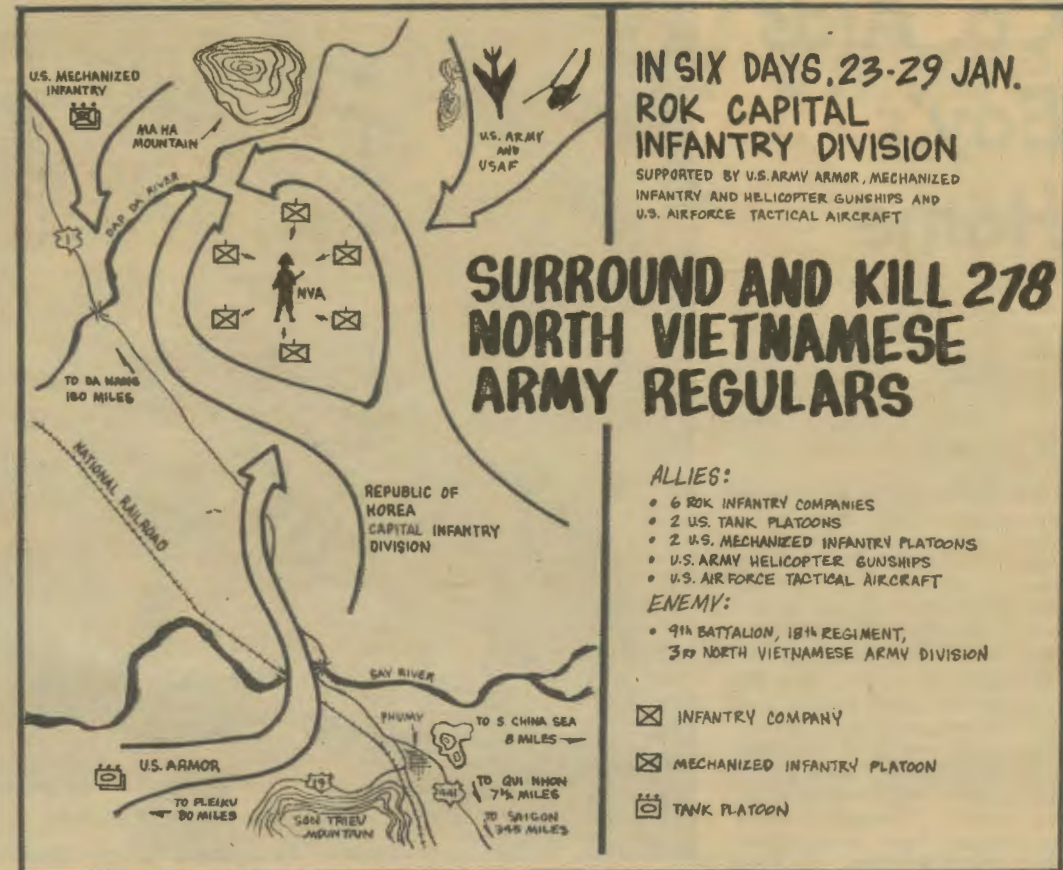 U.S. MECHANIZED
INFANTRY
MA HA
MOUNTAIN
DAP DA RIVER
1
U.S. ARMY
AND
USAF
NVA
TO DA NANG
180 MILES
NATIONAL RAILROAD
REPUBLIC OF
KOREA
CAPITAL INFANTRY
DIVISION
GAY RIVER
PHUMY
TO S CHINA SEA
8 MILES
U.S. ARMOR
TO PLEIKU
80 MILES
19
SON TRIEU
MOUNTAIN
441
TO QUI NHON
7½ MILES
TO SAIGON
345 MILES
IN SIX DAYS, 23-29 JAN.
ROK CAPITAL
INFANTRY DIVISION
SUPPORTED BY U.S. ARMY ARMOR, MECHANIZED
INFANTRY AND HELICOPTER GUNSHIPS AND
U.S. AIRFORCE TACTICAL AIRCRAFT
SURROUND AND KILL 278
NORTH VIETNAMESE
ARMY REGULARS
ALLIES:
• 6 ROK INFANTRY COMPANIES
• 2 U.S. TANK PLATOONS
• 2 U.S. MECHANIZED INFANTRY PLATOONS
• U.S. ARMY HELICOPTER GUNSHIPS
• U.S. AIR FORCE TACTICAL AIRCRAFT
ENEMY:
• 9th BATTALION, 18th REGIMENT,
3RD NORTH VIETNAMESE ARMY DIVISION
INFANTRY COMPANY
MECHANIZED INFANTRY PLATOON
TANK PLATOON